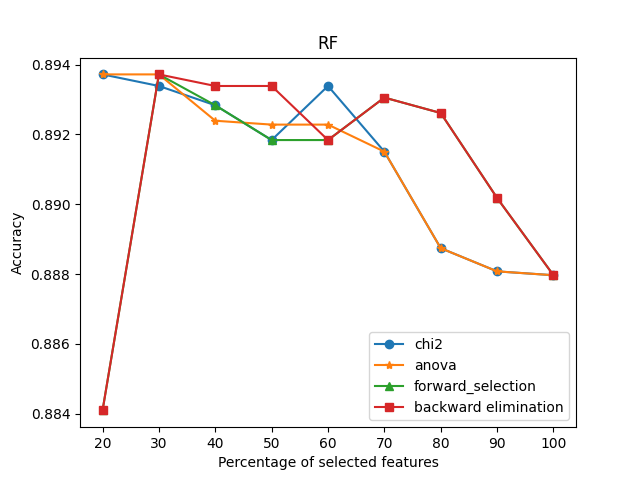 RF
Accuracy
0.894
0.892
0.890
0.888
0.886
0.884
20 30 40 50 60 70 80 90 100
Percentage of selected features
chi2
anova
forward_selection
backward elimination